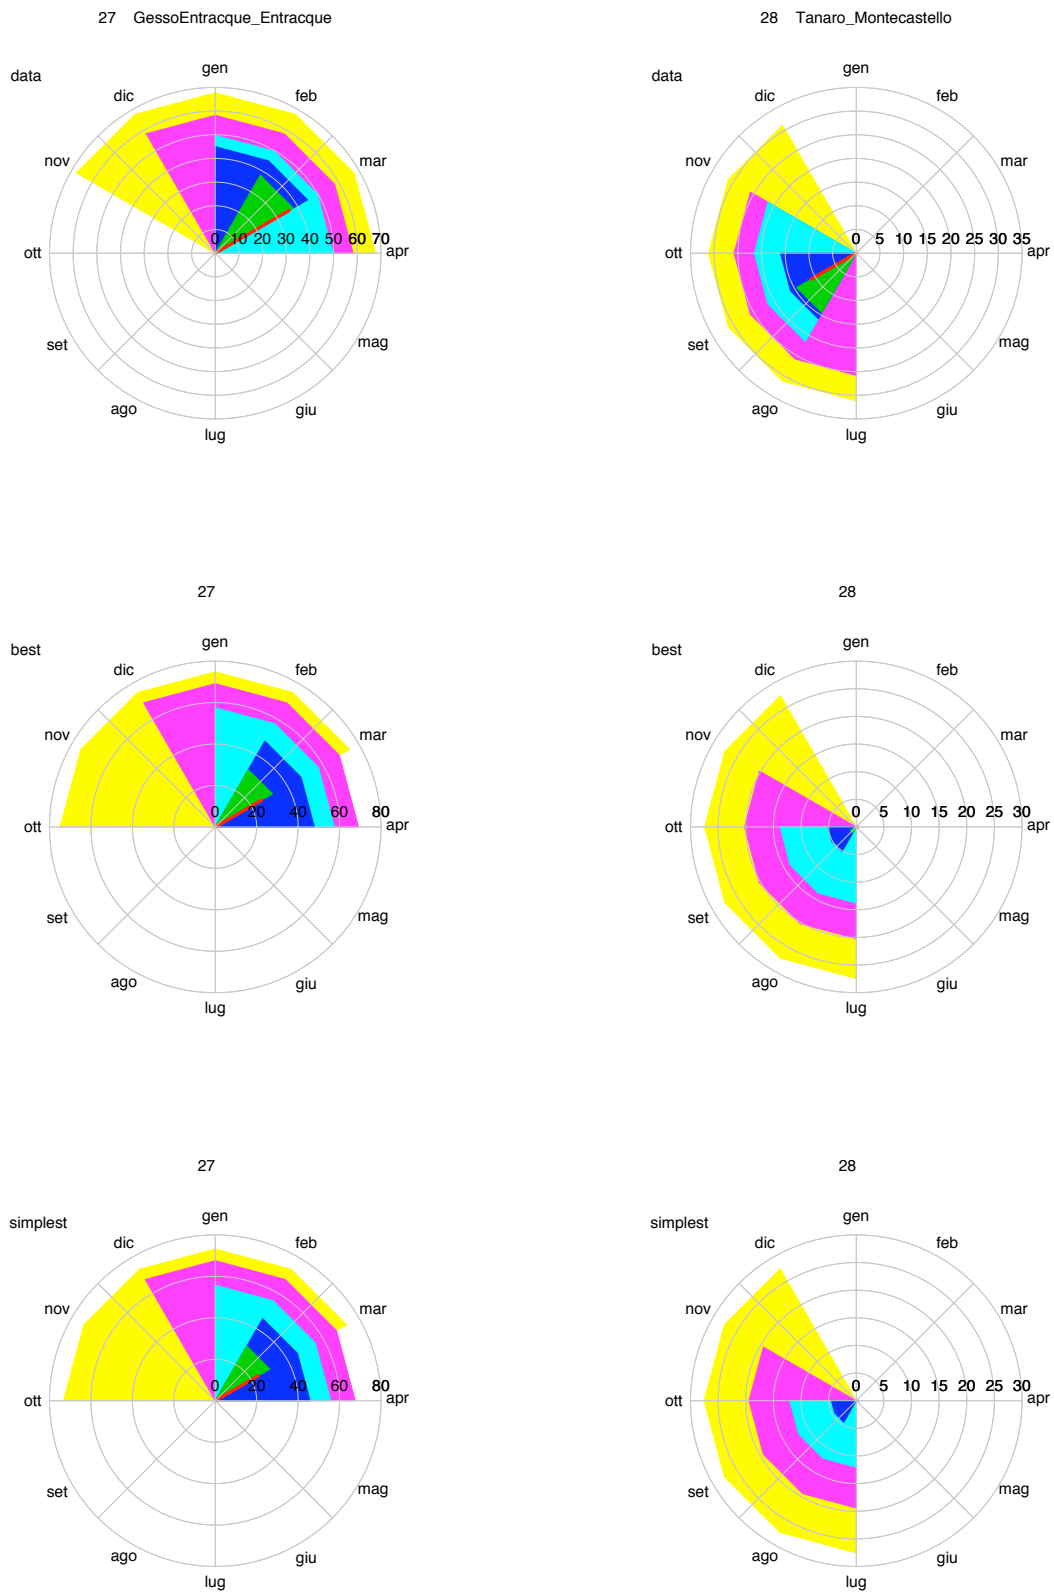 27 GessoEntracque_Entracque
28 Tanaro_Montecastello
data
gen
dic
feb
nov
mar
0 10 20 30 40 50 60 70
ott
apr
set
mag
ago
giu
lug
data
gen
dic
feb
nov
mar
0 5 10 15 20 25 30 35
ott
apr
set
mag
ago
giu
lug
27
best
gen
dic
feb
nov
mar
0 20 40 60 80
ott
apr
set
mag
ago
giu
lug
28
best
gen
dic
feb
nov
mar
0 5 10 15 20 25 30
ott
apr
set
mag
ago
giu
lug
27
simplest
gen
dic
feb
nov
mar
0 20 40 60 80
ott
apr
set
mag
ago
giu
lug
28
simplest
gen
dic
feb
nov
mar
0 5 10 15 20 25 30
ott
apr
set
mag
ago
giu
lug